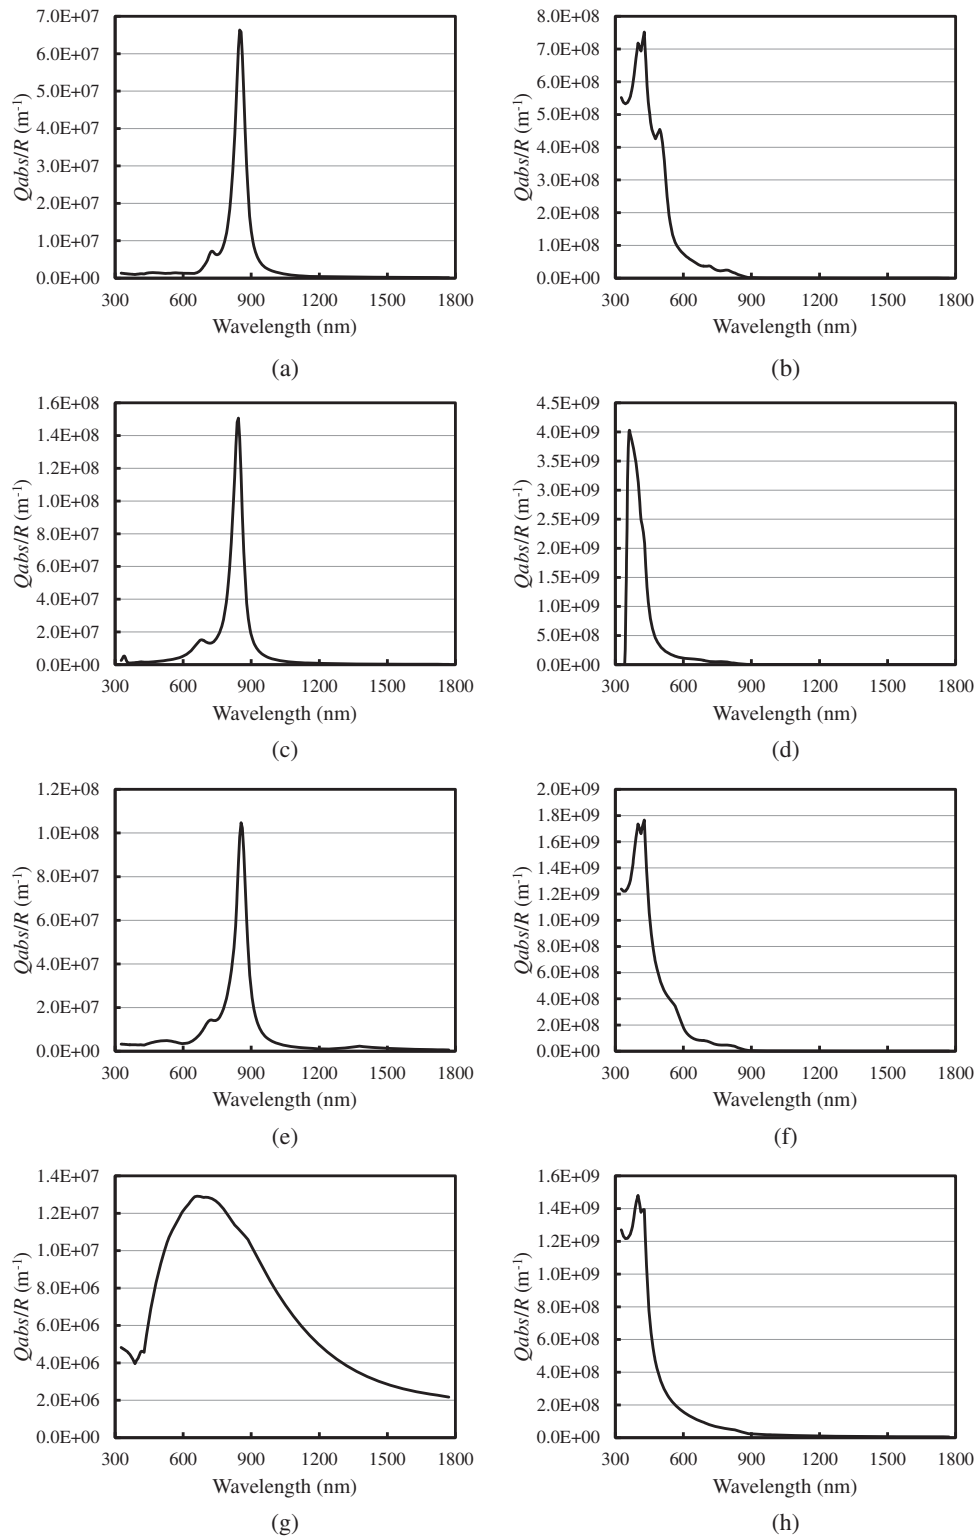 7.0E+07
6.0E+07
5.0E+07
4.0E+07
3.0E+07
2.0E+07
1.0E+07
0.0E+00
Qabs/R (m-1)
300 600 900 1200 1500 1800
Wavelength (nm)
(a)
8.0E+08
7.0E+08
6.0E+08
5.0E+08
4.0E+08
3.0E+08
2.0E+08
1.0E+08
0.0E+00
Qabs/R (m-1)
300 600 900 1200 1500 1800
Wavelength (nm)
(b)
1.6E+08
1.4E+08
1.2E+08
1.0E+08
8.0E+07
6.0E+07
4.0E+07
2.0E+07
0.0E+00
Qabs/R (m-1)
300 600 900 1200 1500 1800
Wavelength (nm)
(c)
4.5E+09
4.0E+09
3.5E+09
3.0E+09
2.5E+09
2.0E+09
1.5E+09
1.0E+09
5.0E+08
0.0E+00
Qabs/R (m-1)
300 600 900 1200 1500 1800
Wavelength (nm)
(d)
1.2E+08
1.0E+08
8.0E+07
6.0E+07
4.0E+07
2.0E+07
0.0E+00
Qabs/R (m-1)
300 600 900 1200 1500 1800
Wavelength (nm)
(e)
2.0E+09
1.8E+09
1.6E+09
1.4E+09
1.2E+09
1.0E+09
8.0E+08
6.0E+08
4.0E+08
2.0E+08
0.0E+00
Qabs/R (m-1)
300 600 900 1200 1500 1800
Wavelength (nm)
(f)
1.4E+07
1.2E+07
1.0E+07
8.0E+06
6.0E+06
4.0E+06
2.0E+06
0.0E+00
Qabs/R (m-1)
300 600 900 1200 1500 1800
Wavelength (nm)
(g)
1.6E+09
1.4E+09
1.2E+09
1.0E+09
8.0E+08
6.0E+08
4.0E+08
2.0E+08
0.0E+00
Qabs/R (m-1)
300 600 900 1200 1500 1800
Wavelength (nm)
(h)